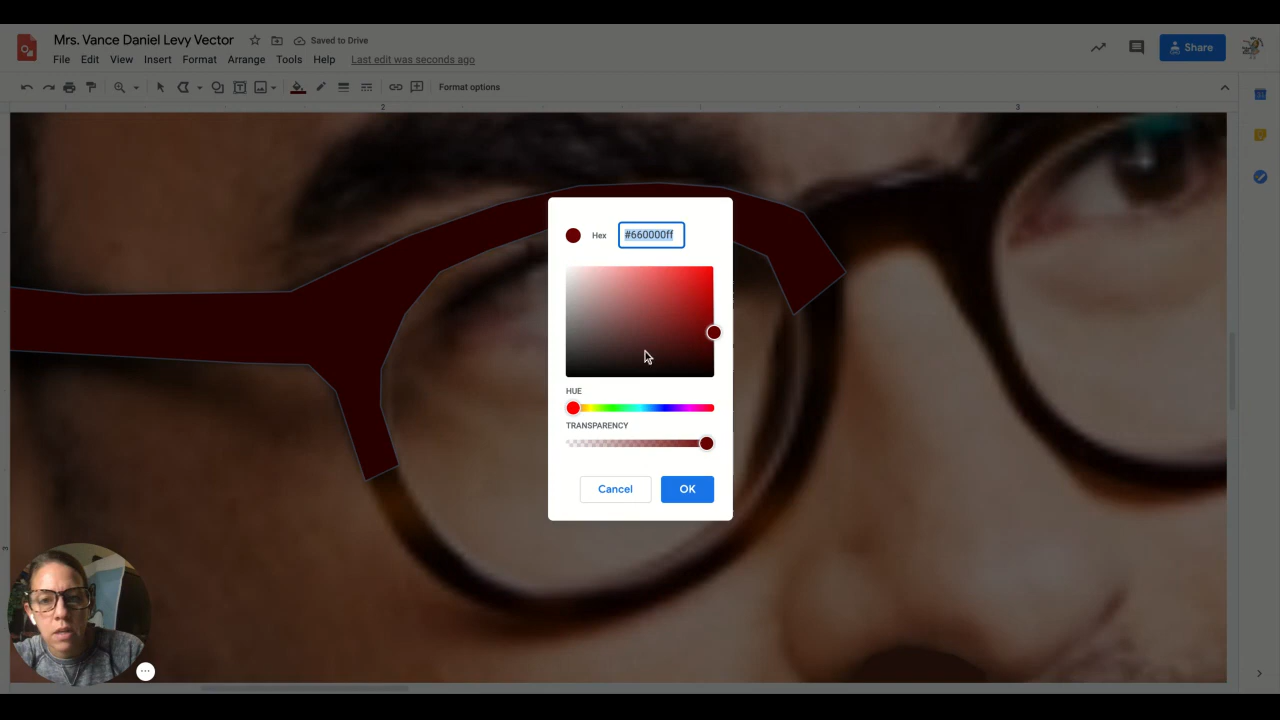 Mrs. Vance Daniel Levy Vector
Saved to Drive
File Edit View Insert Format Arrange Tools Help Last edit was seconds ago
Share
Format options
2
3
Hex #660000ff
HUE
TRANSPARENCY
Cancel OK